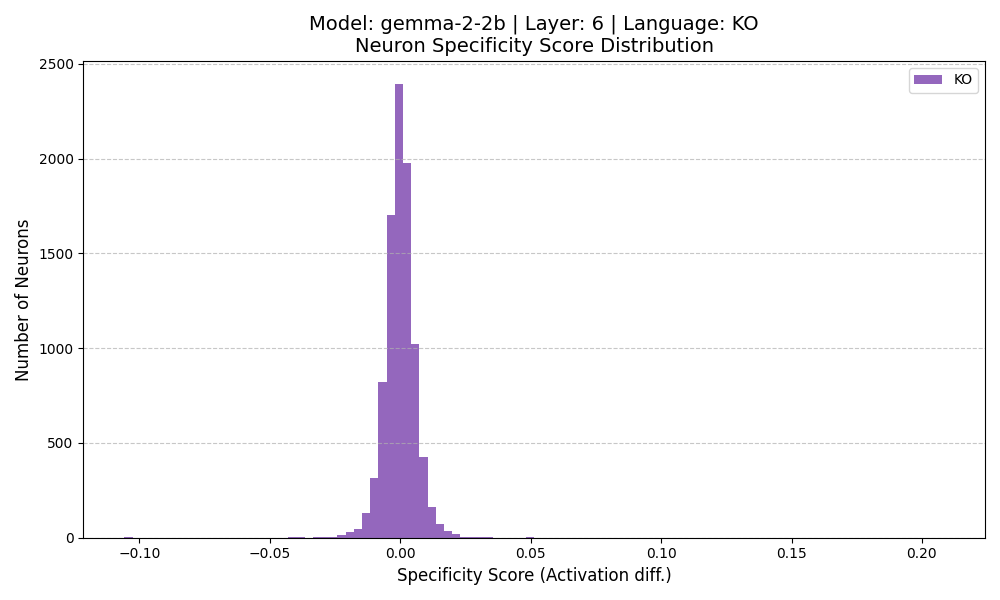 Model: gemma-2-2b | Layer: 6 | Language: KO
Neuron Specificity Score Distribution
KO
2500
2000
1500
1000
500
0
Number of Neurons
−0.10
−0.05
0.00
0.05
0.10
0.15
0.20
Specificity Score (Activation diff.)